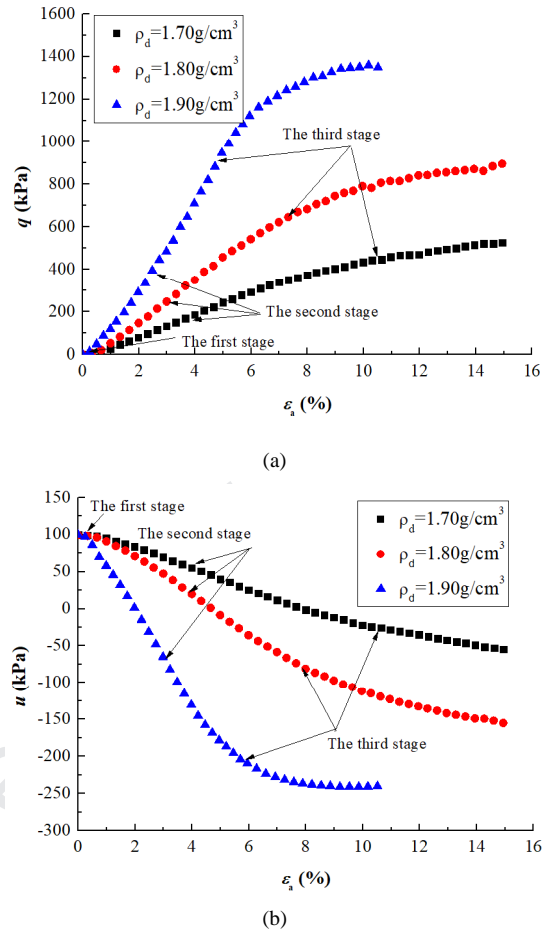 1600
1400
1200
1000
800
600
400
200
0
q (kPa)
ρd=1.70g/cm³
ρd=1.80g/cm³
ρd=1.90g/cm³
The third stage
The second stage
The first stage
0 2 4 6 8 10 12 14 16
εa (%)
(a)
150
100
50
0
-50
-100
-150
-200
-250
-300
u (kPa)
The first stage
The second stage
ρd=1.70g/cm³
ρd=1.80g/cm³
ρd=1.90g/cm³
The third stage
0 2 4 6 8 10 12 14 16
εa (%)
(b)